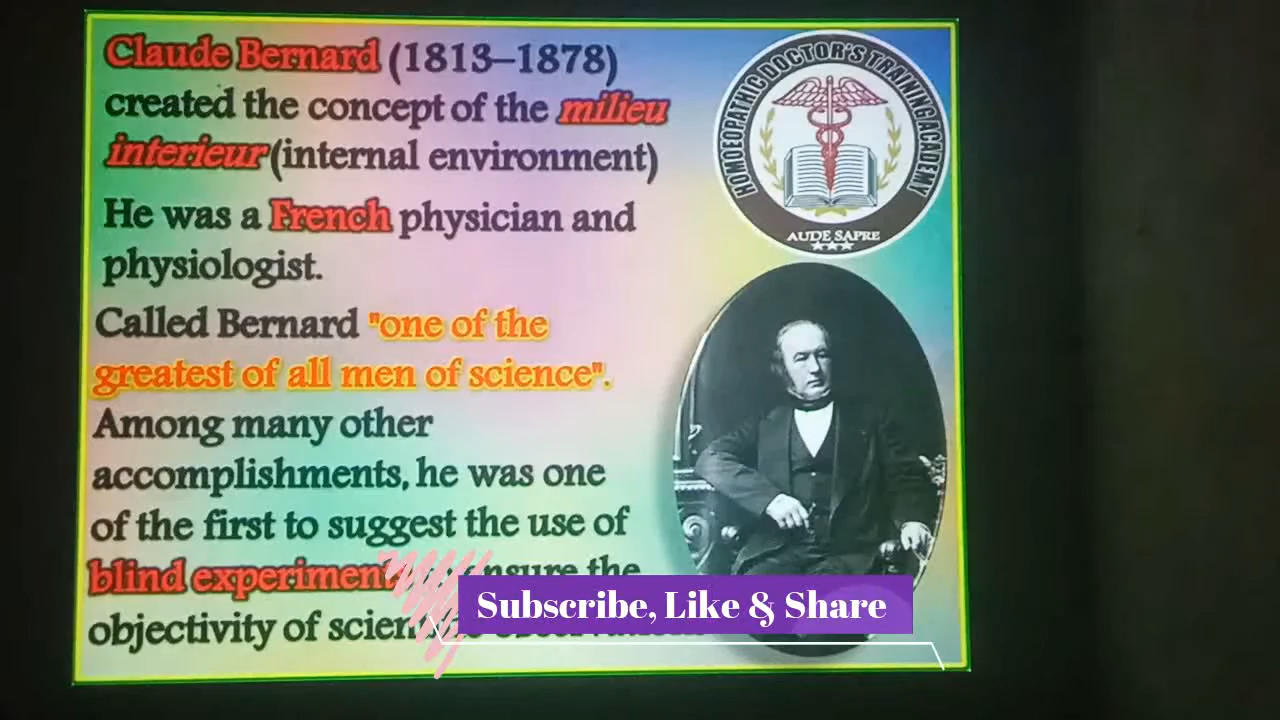 Claude Bernard (1813–1878)
created the concept of the milieu
interieur (internal environment)
He was a French physician and
physiologist.
Called Bernard "one of the
greatest of all men of science".
Among many other
accomplishments, he was one
of the first to suggest the use of
blind experiment ensure the
objectivity of
HOMOEOPATHIC DOCTOR'S TRAINING ACADEMY
AUDE SAPRE
Subscribe, Like & Share